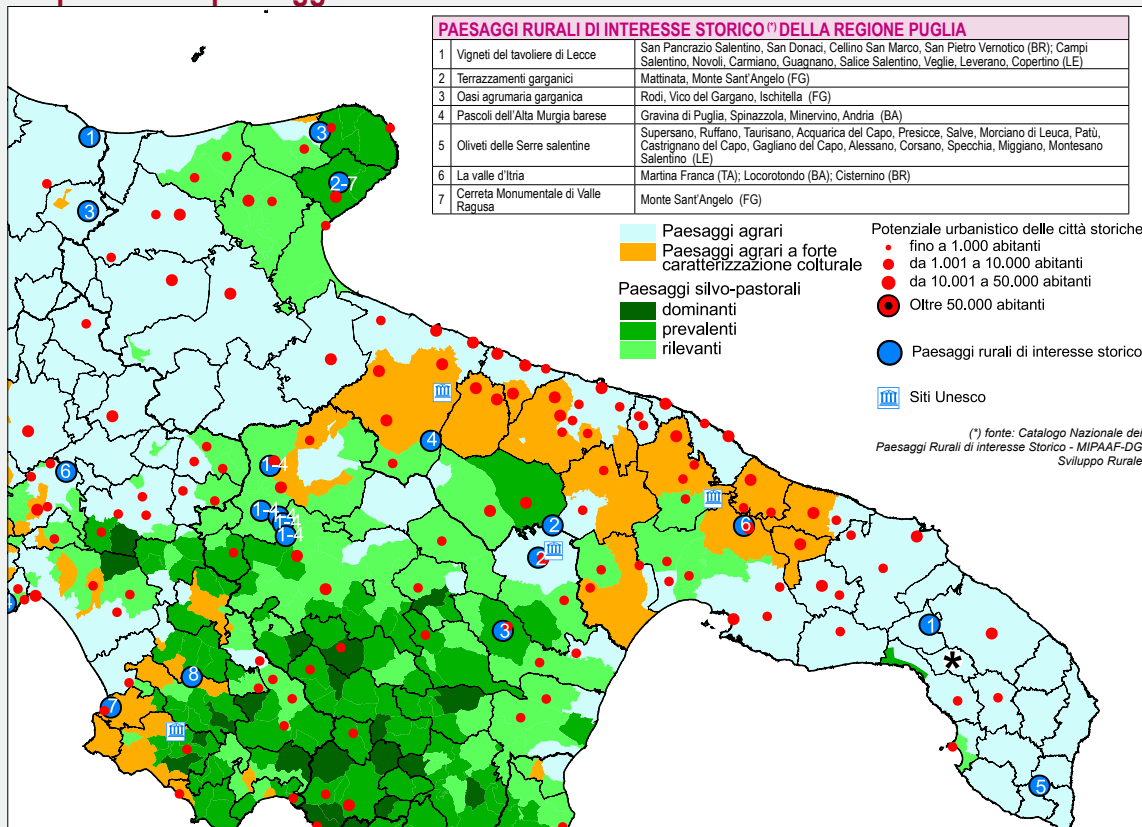 PAESAGGI RURALI DI INTERESSE STORICO (*) DELLA REGIONE PUGLIA
1 Vigneti del tavoliere di Lecce San Pancrazio Salentino, San Donaci, Cellino San Marco, San Pietro Vernotico (BR); Campi
Salentino, Novoli, Carmiano, Guagnano, Salice Salentino, Veglie, Leverano, Copertino (LE)
2 Terrazzamenti garganici Mattinata, Monte Sant'Angelo (FG)
3 Oasi agrumaria garganica Rodi, Vico del Gargano, Ischitella (FG)
4 Pascoli dell'Alta Murgia barese Gravina di Puglia, Spinazzola, Minervino, Andria (BA)
5 Oliveti delle Serre salentine Supersano, Ruffano, Taurisano, Acquarica del Capo, Presicce, Salve, Morciano di Leuca, Patù,
Castrignano del Capo, Gagliano del Capo, Alessano, Corsano, Specchia, Miggiano, Montesano
Salentino (LE)
6 La valle d'Itria Martina Franca (TA); Locorotondo (BA); Cisternino (BR)
7 Cerreta Monumentale di Valle
Ragusa Monte Sant'Angelo (FG)
Paesaggi agrari
Paesaggi agrari a forte
caratterizzazione colturale
Paesaggi silvo-pastorali
dominanti
prevalenti
rilevanti
Potenziale urbanistico delle città storiche
fino a 1.000 abitanti
da 1.001 a 10.000 abitanti
da 10.001 a 50.000 abitanti
Oltre 50.000 abitanti
Paesaggi rurali di interesse storico
Siti Unesco
(*) fonte: Catalogo Nazionale dei
Paesaggi Rurali di interesse Storico - MIPAAF-DG
Sviluppo Rurale
1
3
2-7
3
4
6
1-4
1-4
1-4
1-4
2
6
2
3
1
*
8
7
5